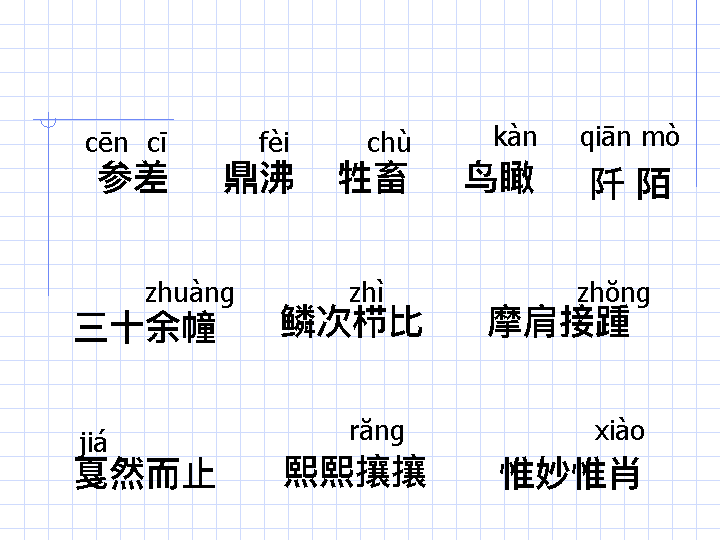 cēn cī fèi chù kàn qiān mò
参差 鼎沸 牲畜 鸟瞰 阡 陌
zhuàng zhì zhǒng
三十余幢 鳞次栉比 摩肩接踵
jiá rǎng xiào
戛然而止 熙熙攘攘 惟妙惟肖